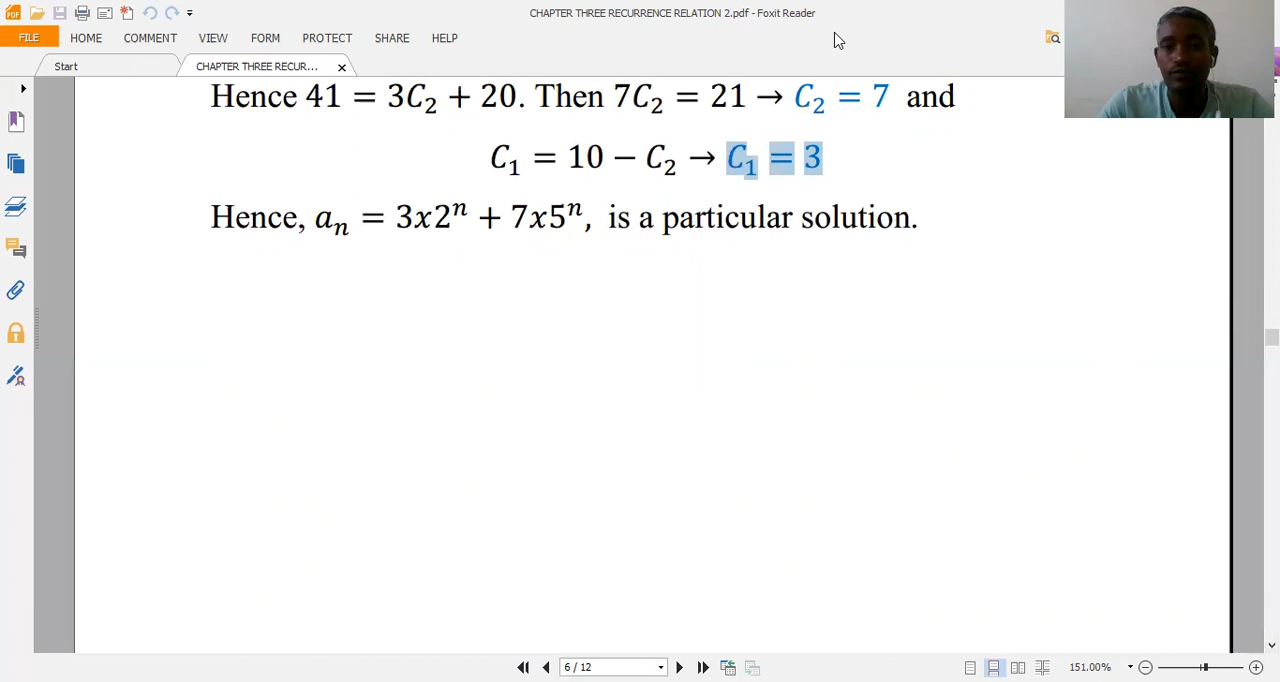 CHAPTER THREE RECURRENCE RELATION 2.pdf - Foxit Reader
FILE HOME COMMENT VIEW FORM PROTECT SHARE HELP
Start CHAPTER THREE RECUR...
Hence 41 = 3C₂ + 20. Then 7C₂ = 21 → C₂ = 7 and
C₁ = 10 − C₂ → C₁ = 3
Hence, aₙ = 3x2ⁿ + 7x5ⁿ, is a particular solution.
6 / 12 151.00%